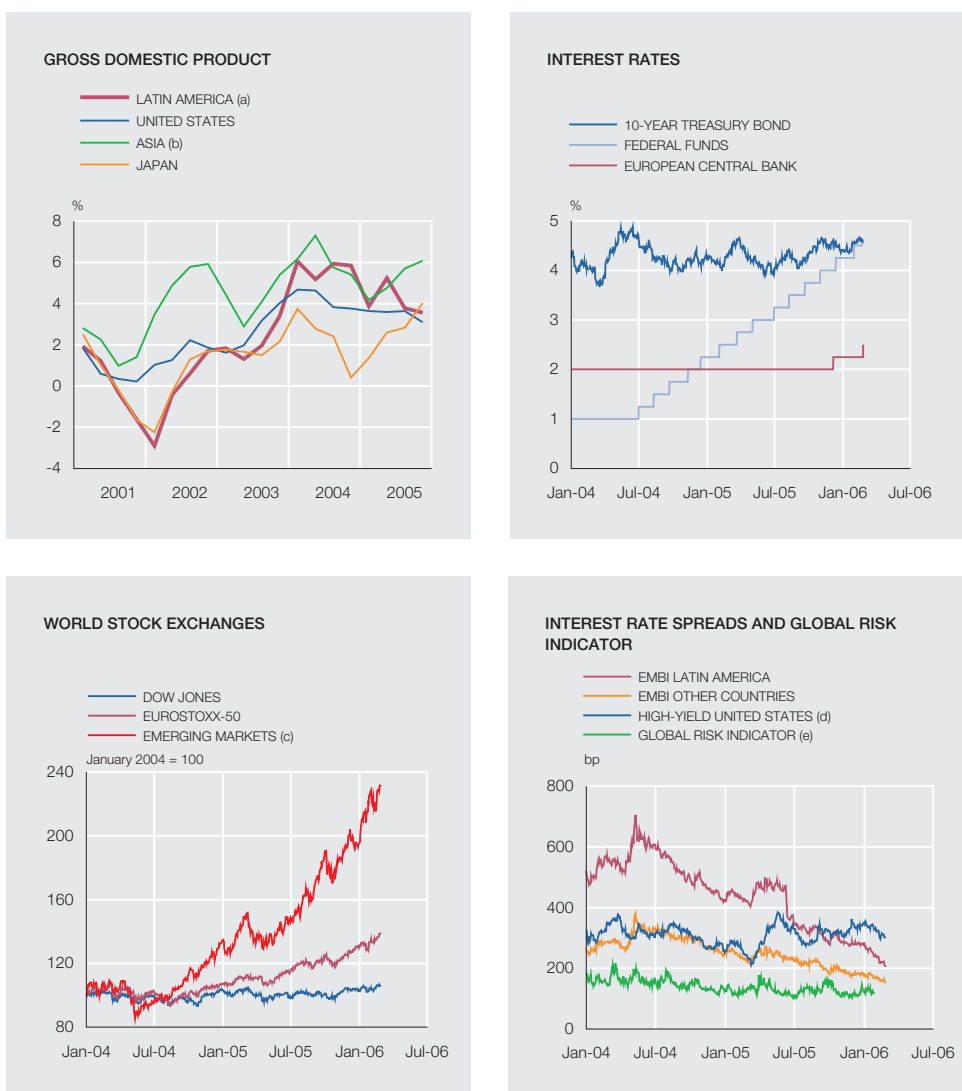 GROSS DOMESTIC PRODUCT
LATIN AMERICA (a)
UNITED STATES
ASIA (b)
JAPAN
%
8
6
4
2
0
-2
-4
2001 2002 2003 2004 2005
INTEREST RATES
10-YEAR TREASURY BOND
FEDERAL FUNDS
EUROPEAN CENTRAL BANK
%
5
4
3
2
1
0
Jan-04 Jul-04 Jan-05 Jul-05 Jan-06 Jul-06
WORLD STOCK EXCHANGES
DOW JONES
EUROSTOXX-50
EMERGING MARKETS (c)
January 2004 = 100
240
200
160
120
80
Jan-04 Jul-04 Jan-05 Jul-05 Jan-06 Jul-06
INTEREST RATE SPREADS AND GLOBAL RISK
INDICATOR
EMBI LATIN AMERICA
EMBI OTHER COUNTRIES
HIGH-YIELD UNITED STATES (d)
GLOBAL RISK INDICATOR (e)
bp
800
600
400
200
0
Jan-04 Jul-04 Jan-05 Jul-05 Jan-06 Jul-06